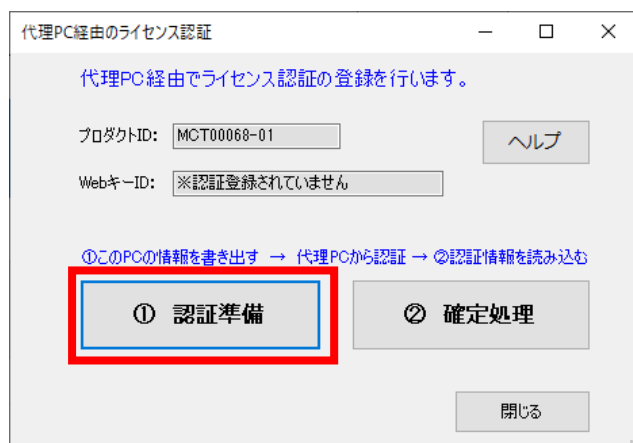 代理PC経由のライセンス認証
代理PC経由でライセンス認証の登録を行います。
プロダクトID: MCT00068-01
ヘルプ
WebキーID: ※認証登録されていません
①このPCの情報を書き出す → 代理PCから認証 → ②認証情報を読み込む
① 認証準備
② 確定処理
閉じる